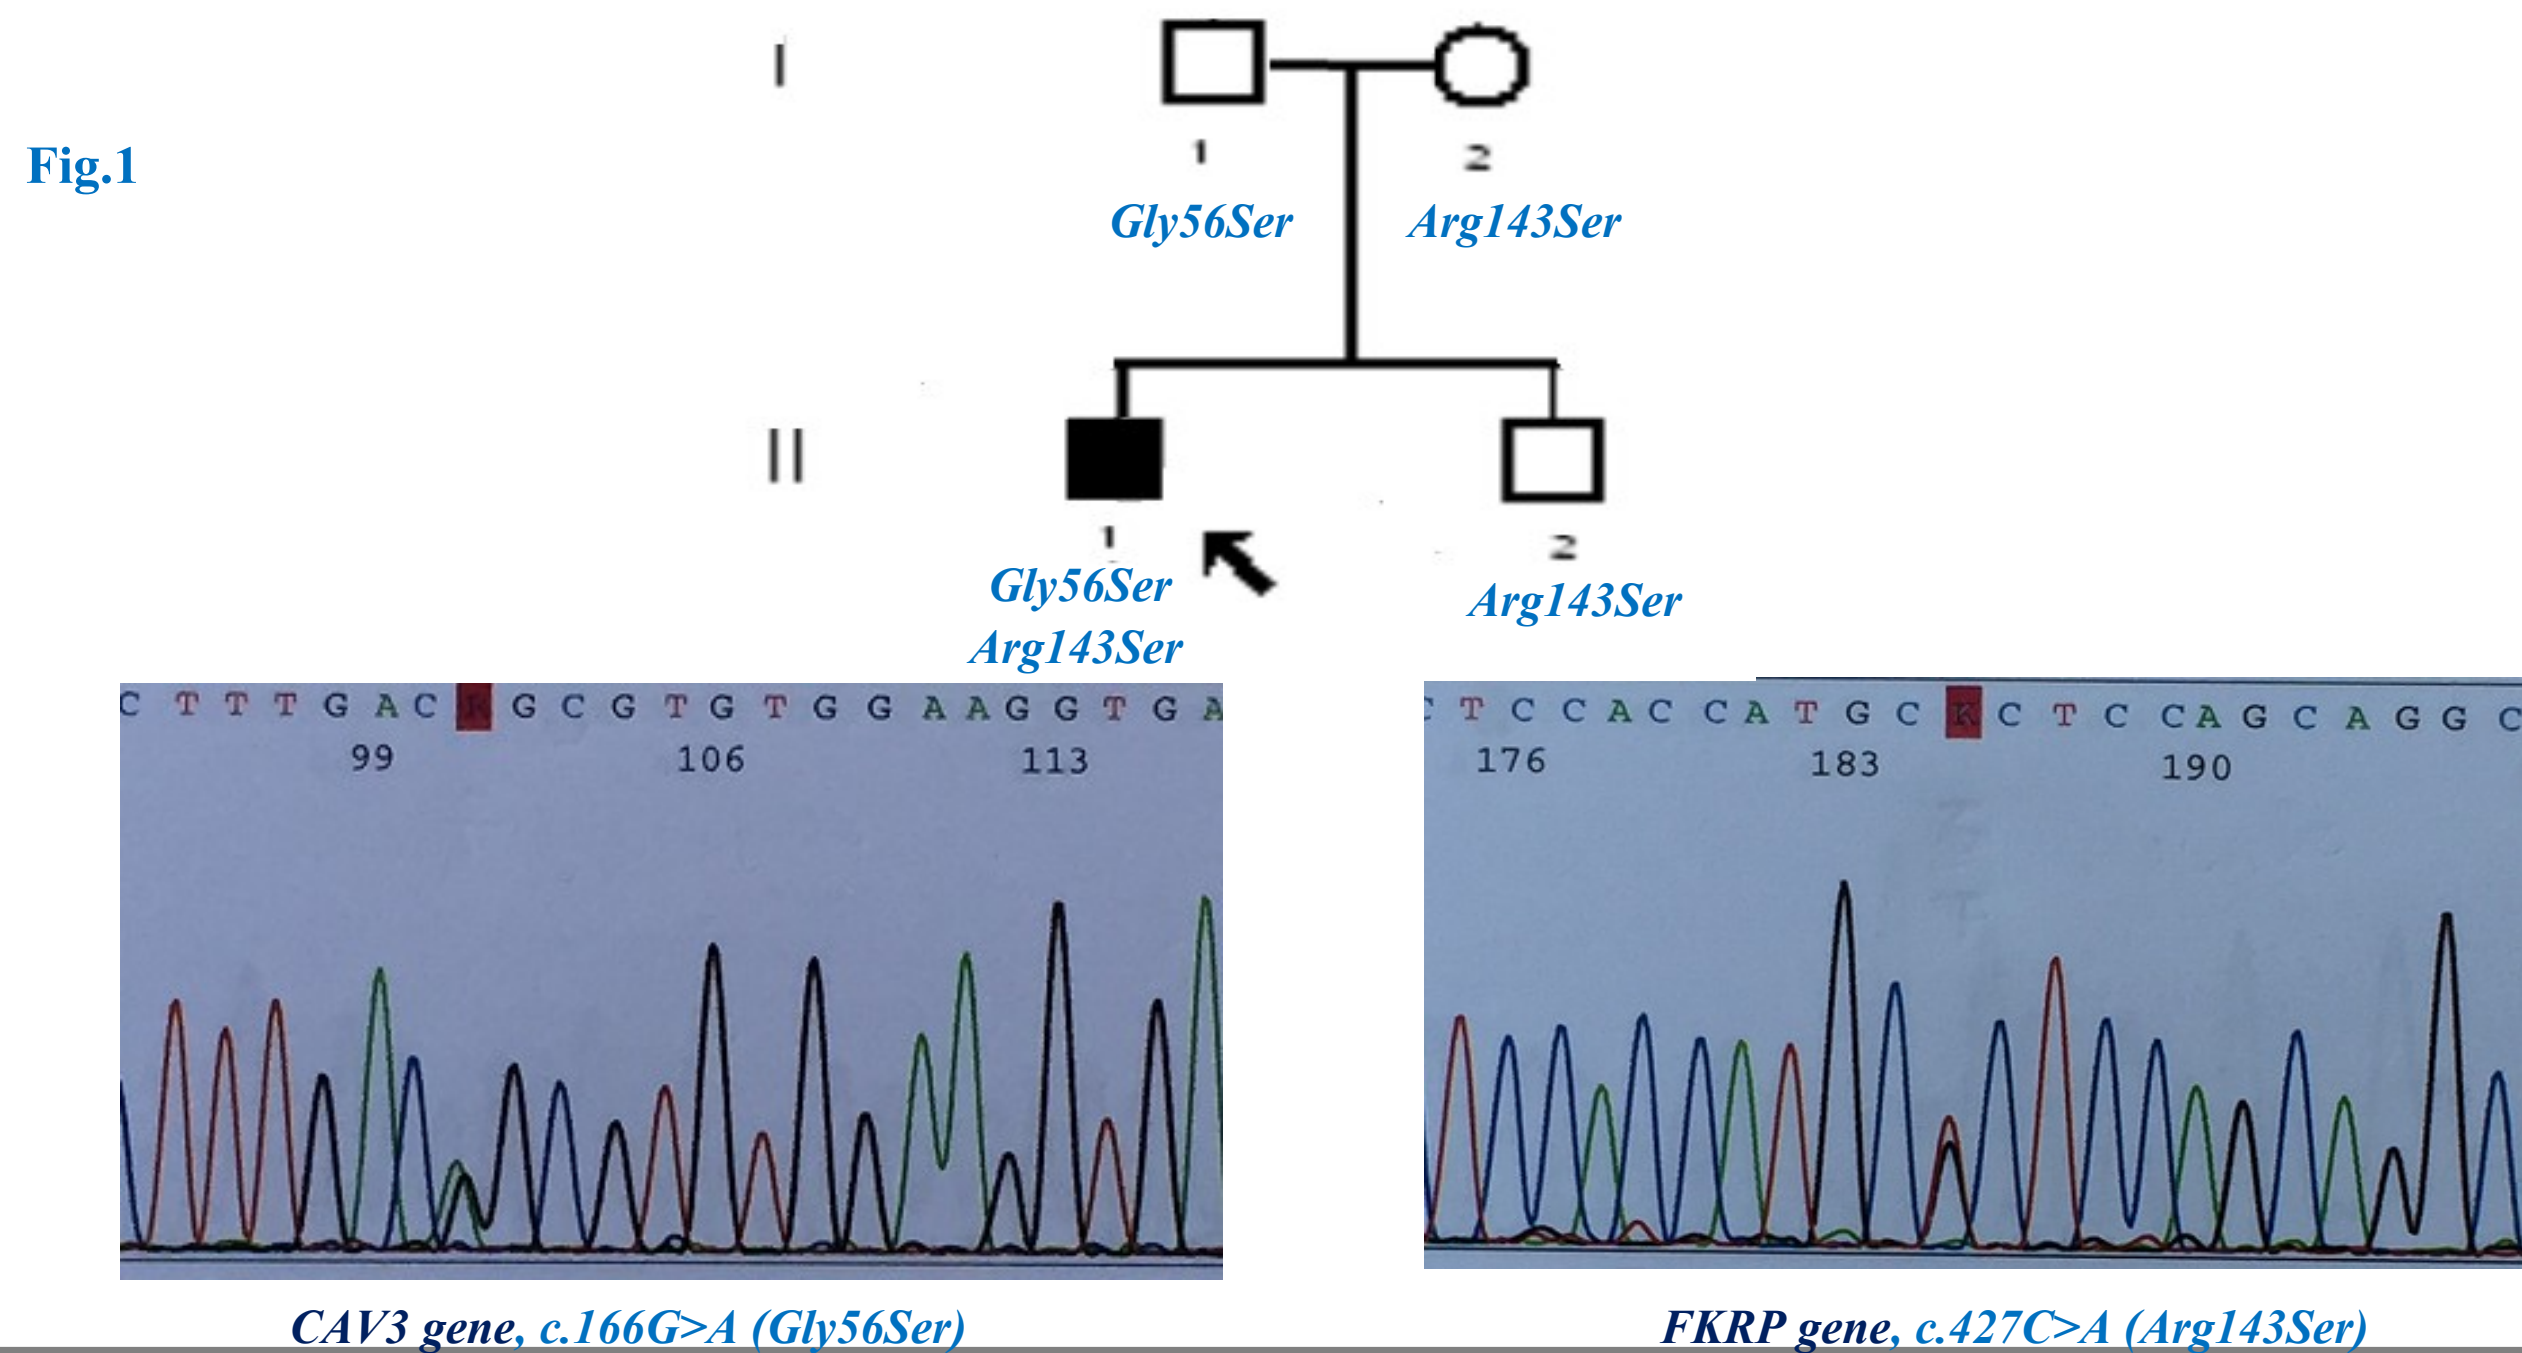 I
1
2
Fig.1
Gly56Ser
Arg143Ser
II
1
2
Gly56Ser
Arg143Ser
Arg143Ser
C T T T G A C R G C G T G T G G A A G G T G A
99 106 113
C T C C A C C A T G C K C T C C A G C A G G C
176 183 190
CAV3 gene, c.166G>A (Gly56Ser)
FKRP gene, c.427C>A (Arg143Ser)